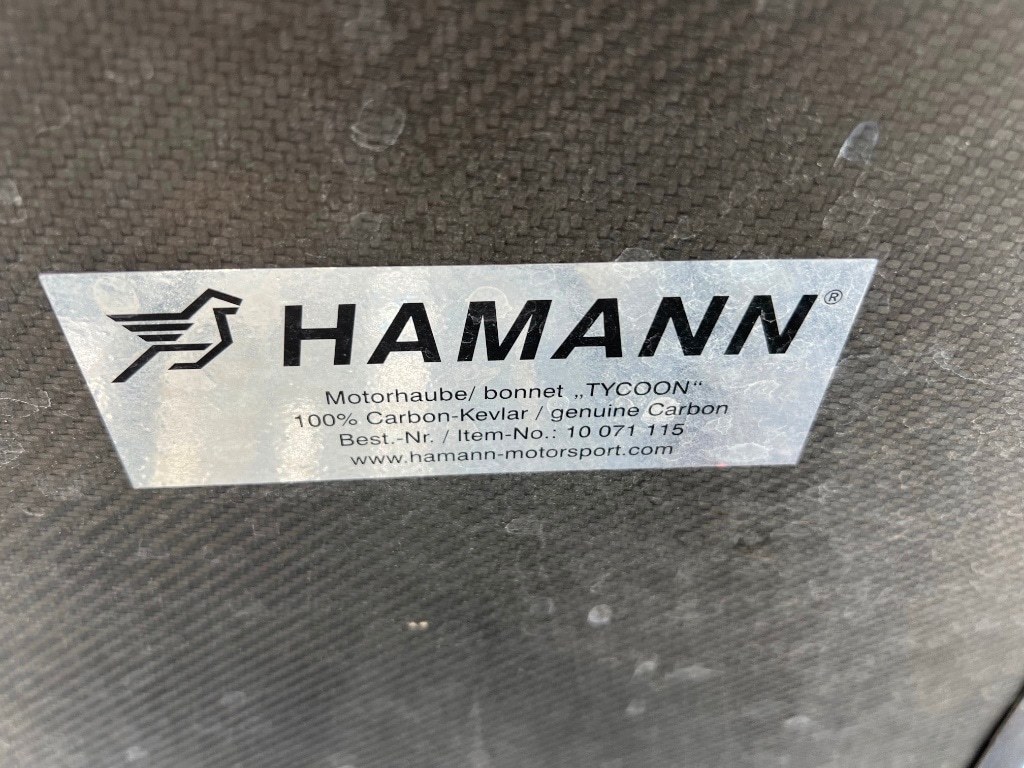 HAMANN®
Motorhaube/ bonnet „TYCOON“
100% Carbon-Kevlar / genuine Carbon
Best.-Nr. / Item-No.: 10 071 115
www.hamann-motorsport.com